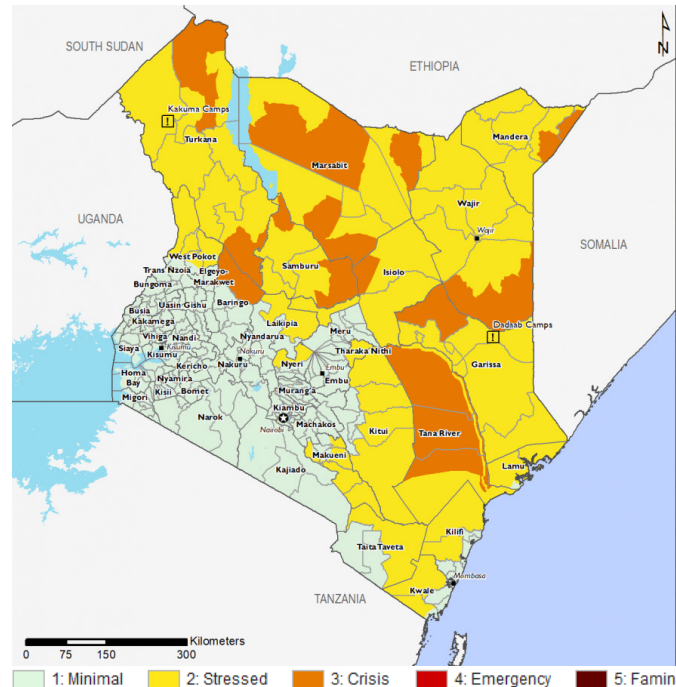 SOUTH SUDAN
ETHIOPIA
N
Kakuma Camps
!
Turkana
Mandera
Marsabit
UGANDA
Wajir
Wajir
SOMALIA
West Pokot
Trans Nzoia
Elgeyo-
Marakwet
Samburu
Isiolo
Bungoma
Uasin Gishu
Baringo
Busia
Kakamega
Laikipia
Dadaab Camps
!
Vihiga
Nandi
Nyandarua
Meru
Siaya
Kisumu
Kisumu
Nakuru
Tharaka Nithi
Garissa
Homa
Bay
Kericho
Nakuru
Nyeri
Embu
Embu
Nyamira
Migori
Kisii
Bomet
Murang'a
Kiambu
Narok
Nairobi
Machakos
Kitui
Tana River
Makueni
Lamu
Kajiado
Kilifi
Taita Taveta
Mombasa
Kwale
TANZANIA
Kilometers
0 75 150 300
1: Minimal 2: Stressed 3: Crisis 4: Emergency 5: Famin